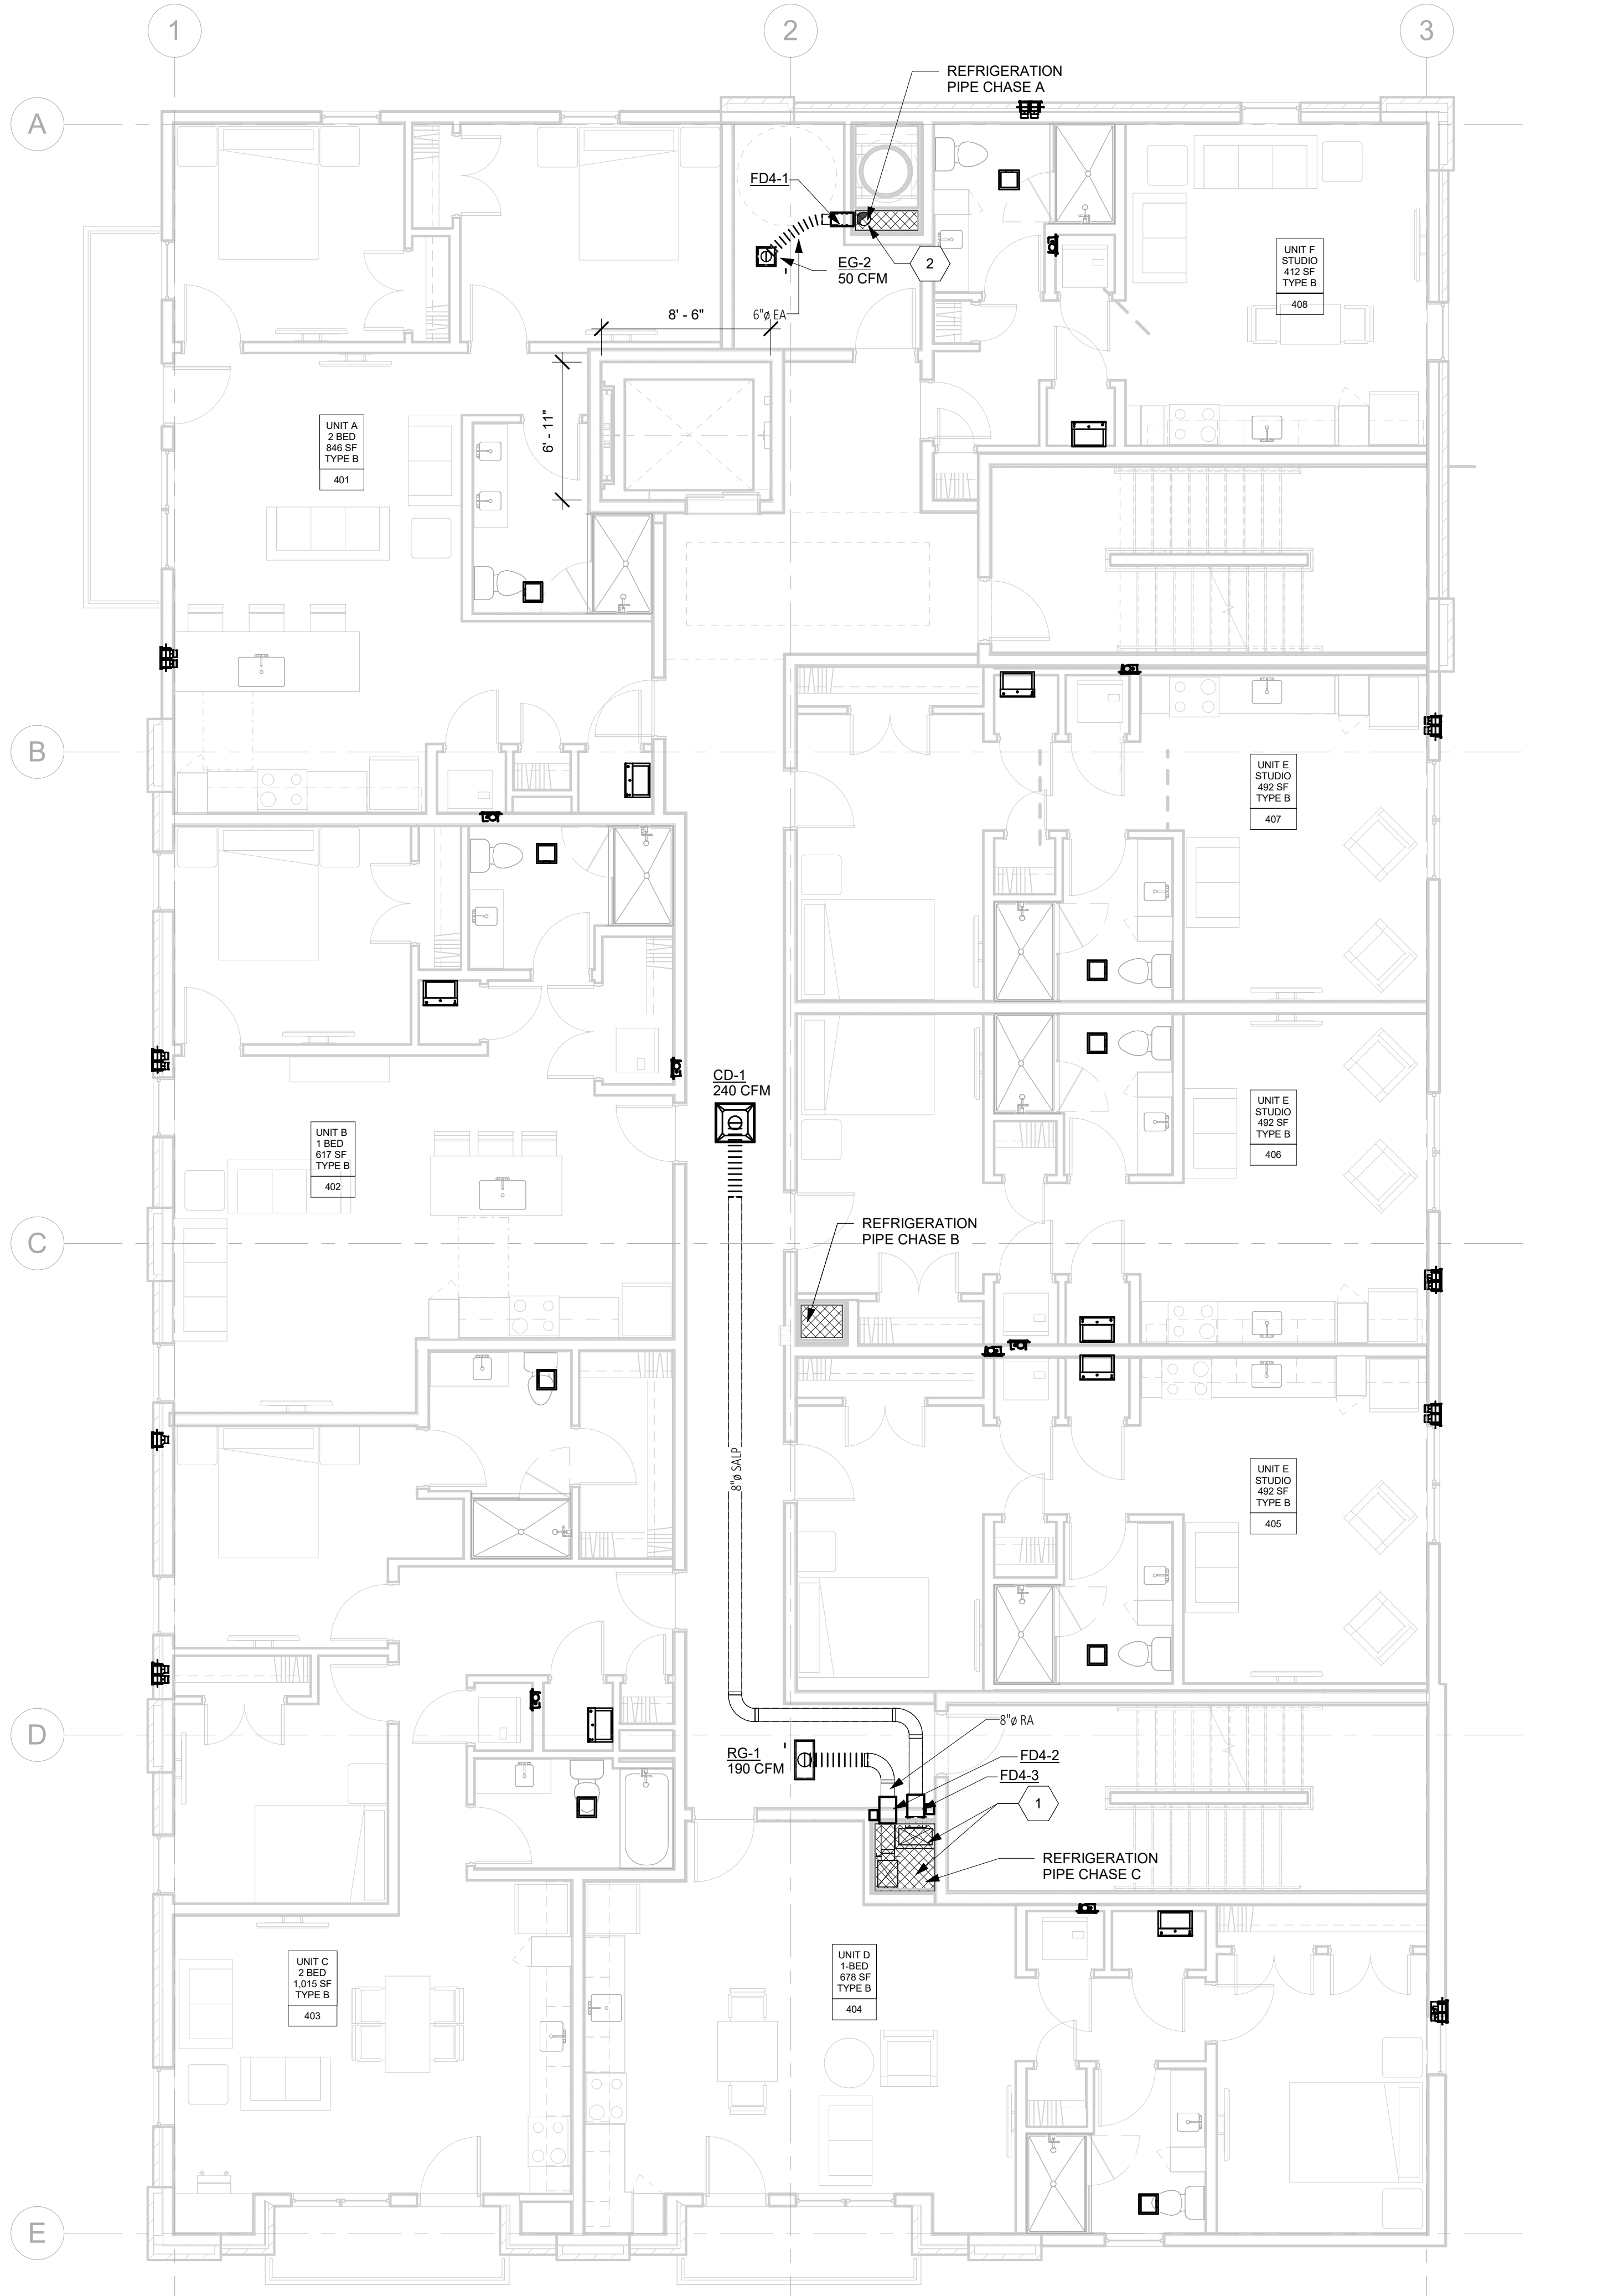 1
2
3
A
REFRIGERATION
PIPE CHASE A
FD4-1
EG-2
50 CFM
2
6"ø EA
8' - 6"
6' - 11"
UNIT F
STUDIO
412 SF
TYPE B
408
UNIT A
2 BED
846 SF
TYPE B
401
B
UNIT E
STUDIO
492 SF
TYPE B
407
CD-1
240 CFM
UNIT B
1 BED
617 SF
TYPE B
402
UNIT E
STUDIO
492 SF
TYPE B
406
C
REFRIGERATION
PIPE CHASE B
8"ø SALP
UNIT E
STUDIO
492 SF
TYPE B
405
D
8"ø RA
RG-1
190 CFM
FD4-2
FD4-3
1
REFRIGERATION
PIPE CHASE C
UNIT C
2 BED
1,015 SF
TYPE B
403
UNIT D
1-BED
678 SF
TYPE B
404
E